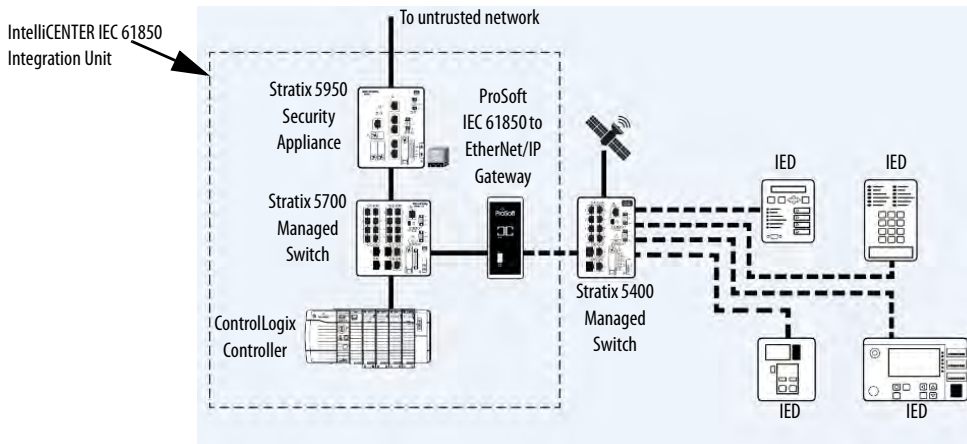 IntelliCENTER IEC 61850
Integration Unit
To untrusted network
Stratix 5950
Security
Appliance
ProSoft
IEC 61850 to
EtherNet/IP
Gateway
ProSoft
Stratix 5700
Managed
Switch
ControlLogix
Controller
Stratix 5400
Managed
Switch
IED
IED
IED
IED